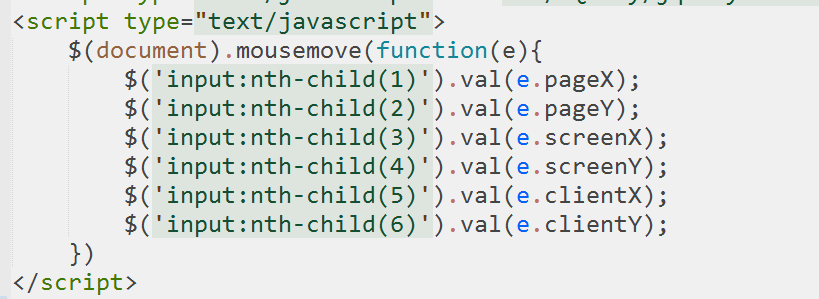 <script type="text/javascript">
$(document).mousemove(function(e){
$('input:nth-child(1)').val(e.pageX);
$('input:nth-child(2)').val(e.pageY);
$('input:nth-child(3)').val(e.screenX);
$('input:nth-child(4)').val(e.screenY);
$('input:nth-child(5)').val(e.clientX);
$('input:nth-child(6)').val(e.clientY);
})
</script>